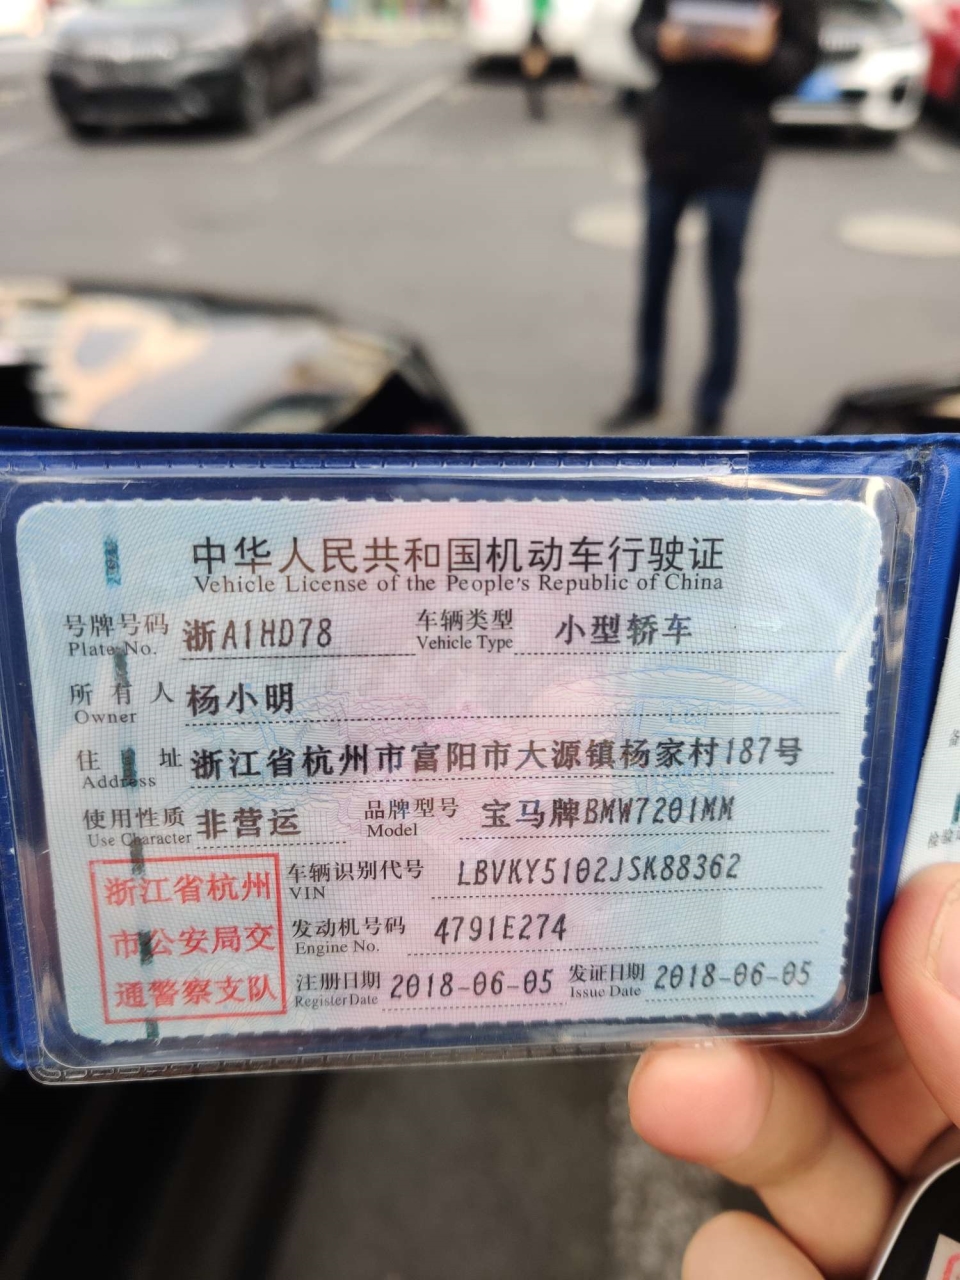 中华人民共和国机动车行驶证
Vehicle License of the People's Republic of China
号牌号码 浙A1HD78 车辆类型 小型轿车
Plate No. Vehicle Type
所有人 杨小明
Owner
住址 浙江省杭州市富阳市大源镇杨家村187号
Address
使用性质 非营运 品牌型号 宝马牌BMW7201MM
Use Character Model
浙江省杭州
市公安局交
通警察支队
车辆识别代号 LBVKY5102JSK88362
VIN
发动机号码 4791E274
Engine No.
注册日期 2018-06-05 发证日期 2018-06-05
Register Date Issue Date